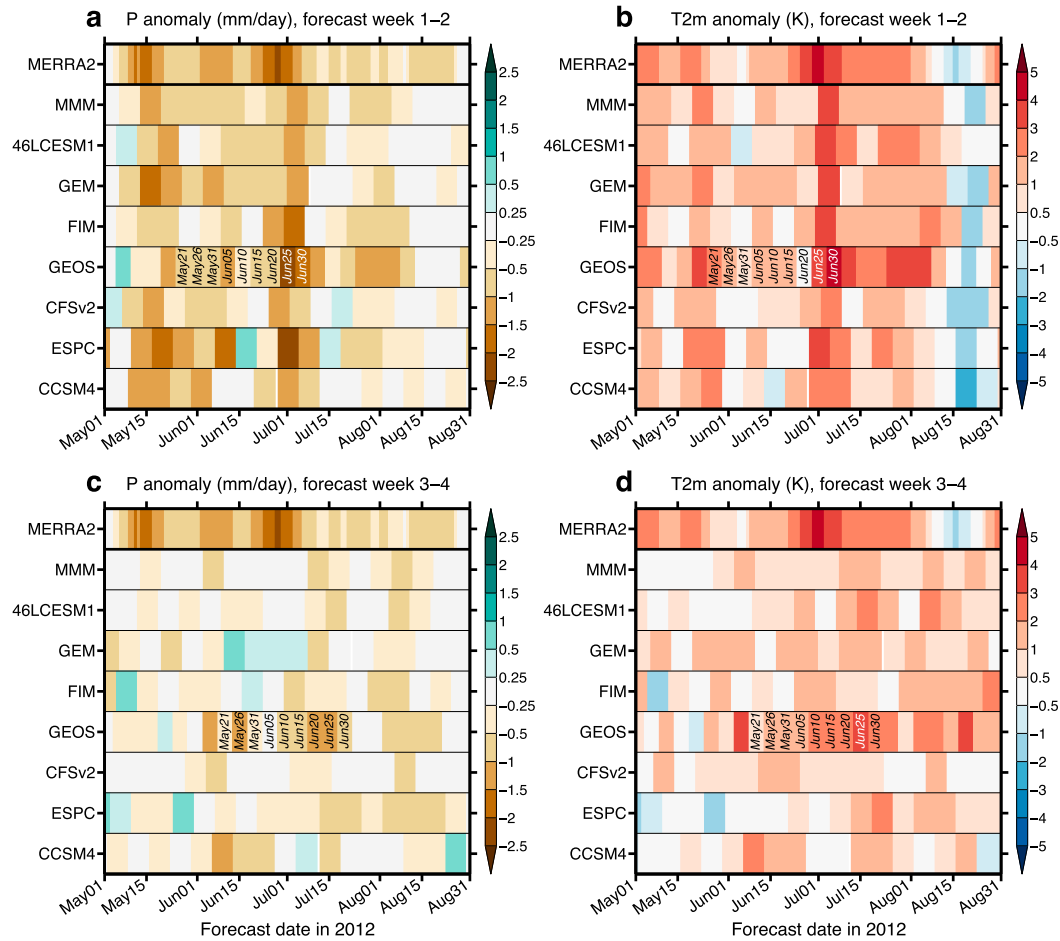 a P anomaly (mm/day), forecast week 1–2
MERRA2
MMM
46LCESM1
GEM
FIM
GEOS
CFSv2
ESPC
CCSM4
May21
May26
May31
Jun05
Jun10
Jun15
Jun20
Jun25
Jun30
May01
May15
Jun01
Jun15
Jul01
Jul15
Aug01
Aug15
Aug31
2.5
2
1.5
1
0.5
0.25
−0.25
−0.5
−1
−1.5
−2
−2.5
b T2m anomaly (K), forecast week 1–2
MERRA2
MMM
46LCESM1
GEM
FIM
GEOS
CFSv2
ESPC
CCSM4
May21
May26
May31
Jun05
Jun10
Jun15
Jun20
Jun25
Jun30
May01
May15
Jun01
Jun15
Jul01
Jul15
Aug01
Aug15
Aug31
5
4
3
2
1
0.5
−0.5
−1
−2
−3
−4
−5
c P anomaly (mm/day), forecast week 3–4
MERRA2
MMM
46LCESM1
GEM
FIM
GEOS
CFSv2
ESPC
CCSM4
May21
May26
May31
Jun05
Jun10
Jun15
Jun20
Jun25
Jun30
May01
May15
Jun01
Jun15
Jul01
Jul15
Aug01
Aug15
Aug31
Forecast date in 2012
2.5
2
1.5
1
0.5
0.25
−0.25
−0.5
−1
−1.5
−2
−2.5
d T2m anomaly (K), forecast week 3–4
MERRA2
MMM
46LCESM1
GEM
FIM
GEOS
CFSv2
ESPC
CCSM4
May21
May26
May31
Jun05
Jun10
Jun15
Jun20
Jun25
Jun30
May01
May15
Jun01
Jun15
Jul01
Jul15
Aug01
Aug15
Aug31
Forecast date in 2012
5
4
3
2
1
0.5
−0.5
−1
−2
−3
−4
−5